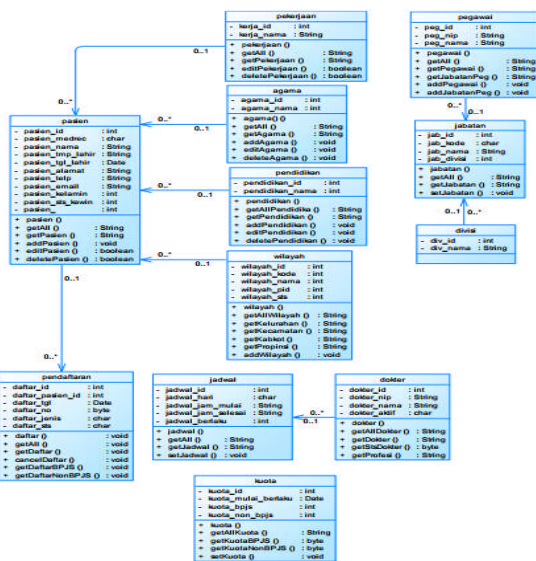 pekerjaan
- kerja_id : int
- kerja_nama : String
+ pekerjaan ()
+ getAll () : String
+ getPekerjaan () : String
+ editPekerjaan () : boolean
+ deletePekerjaan () : boolean
0..1
0..*
pegawai
- peg_id : int
- peg_nip : String
- peg_nama : String
+ pegawai ()
+ getAll () : String
+ getPegawai () : String
+ getJabatanPeg () : String
+ addPegawai () : void
+ addJabatanPeg () : void
0..*
0..1
agama
- agama_id : int
- agama_nama : int
+ agama()
+ getAll () : String
+ getAgama () : String
+ addAgama () : void
+ editAgama () : void
+ deleteAgama () : void
0..*
0..1
pasien
- pasien_id : int
- pasien_medrec : char
- pasien_nama : String
- pasien_tmp_lahir : String
- pasien_tgl_lahir : Date
- pasien_alamat : String
- pasien_telp : String
- pasien_email : String
- pasien_kelamin : int
- pasien_sts_kawin : int
- pasien_ : int
+ pasien ()
+ getAll () : String
+ getPasien () : String
+ addPasien () : void
+ editPasien () : boolean
+ deletePasien () : boolean
0..1
0..*
jabatan
- jab_id : int
- jab_kode : char
- jab_nama : String
- jab_divisi : int
+ jabatan ()
+ getAll () : String
+ getJabatan () : String
+ setJabatan () : void
0..1
0..*
pendidikan
- pendidikan_id : int
- pendidikan_nama : int
+ pendidikan ()
+ getAllPendidika () : String
+ getPendidikan () : String
+ addPendidikan () : void
+ editPendidikan () : void
+ deletePendidikan () : void
0..*
0..1
divisi
- div_id : int
- div_nama : String
wilayah
- wilayah_id : int
- wilayah_kode : int
- wilayah_nama : int
- wilayah_pid : int
- wilayah_sts : int
+ wilayah ()
+ getAllWilayah () : String
+ getKelurahan () : String
+ getKecamatan () : String
+ getKabkot () : String
+ getPropinsi () : String
+ addWilayah () : void
0..*
0..1
pendaftaran
- daftar_id : int
- daftar_pasien_id : int
- daftar_tgl : Date
- daftar_no : byte
- daftar_jenis : char
- daftar_sts : char
+ daftar () : void
+ getAll () : void
+ getDaftar () : void
+ cancelDaftar () : void
+ getDaftarBPJS () : void
+ getDaftarNonBPJS () : void
jadwal
- jadwal_id : int
- jadwal_hari : char
- jadwal_jam_mulai : String
- jadwal_jam_selesai : String
- jadwal_berlaku : int
+ jadwal ()
+ getAll () : String
+ getJadwal () : String
+ setJadwal () : void
0..*
0..1
dokter
- dokter_id : int
- dokter_nip : String
- dokter_nama : String
- dokter_aktif : char
+ dokter ()
+ getAllDokter () : String
+ getDokter () : String
+ getStsDokter () : byte
+ getProfesi () : String
kuota
- kuota_id : int
- kuota_mulai_berlaku : Date
- kuota_bpjs : int
- kuota_non_bpjs : int
+ kuota ()
+ getAllKuota () : String
+ getKuotaBPJS () : byte
+ getKuotaNonBPJS () : byte
+ setKuota () : void